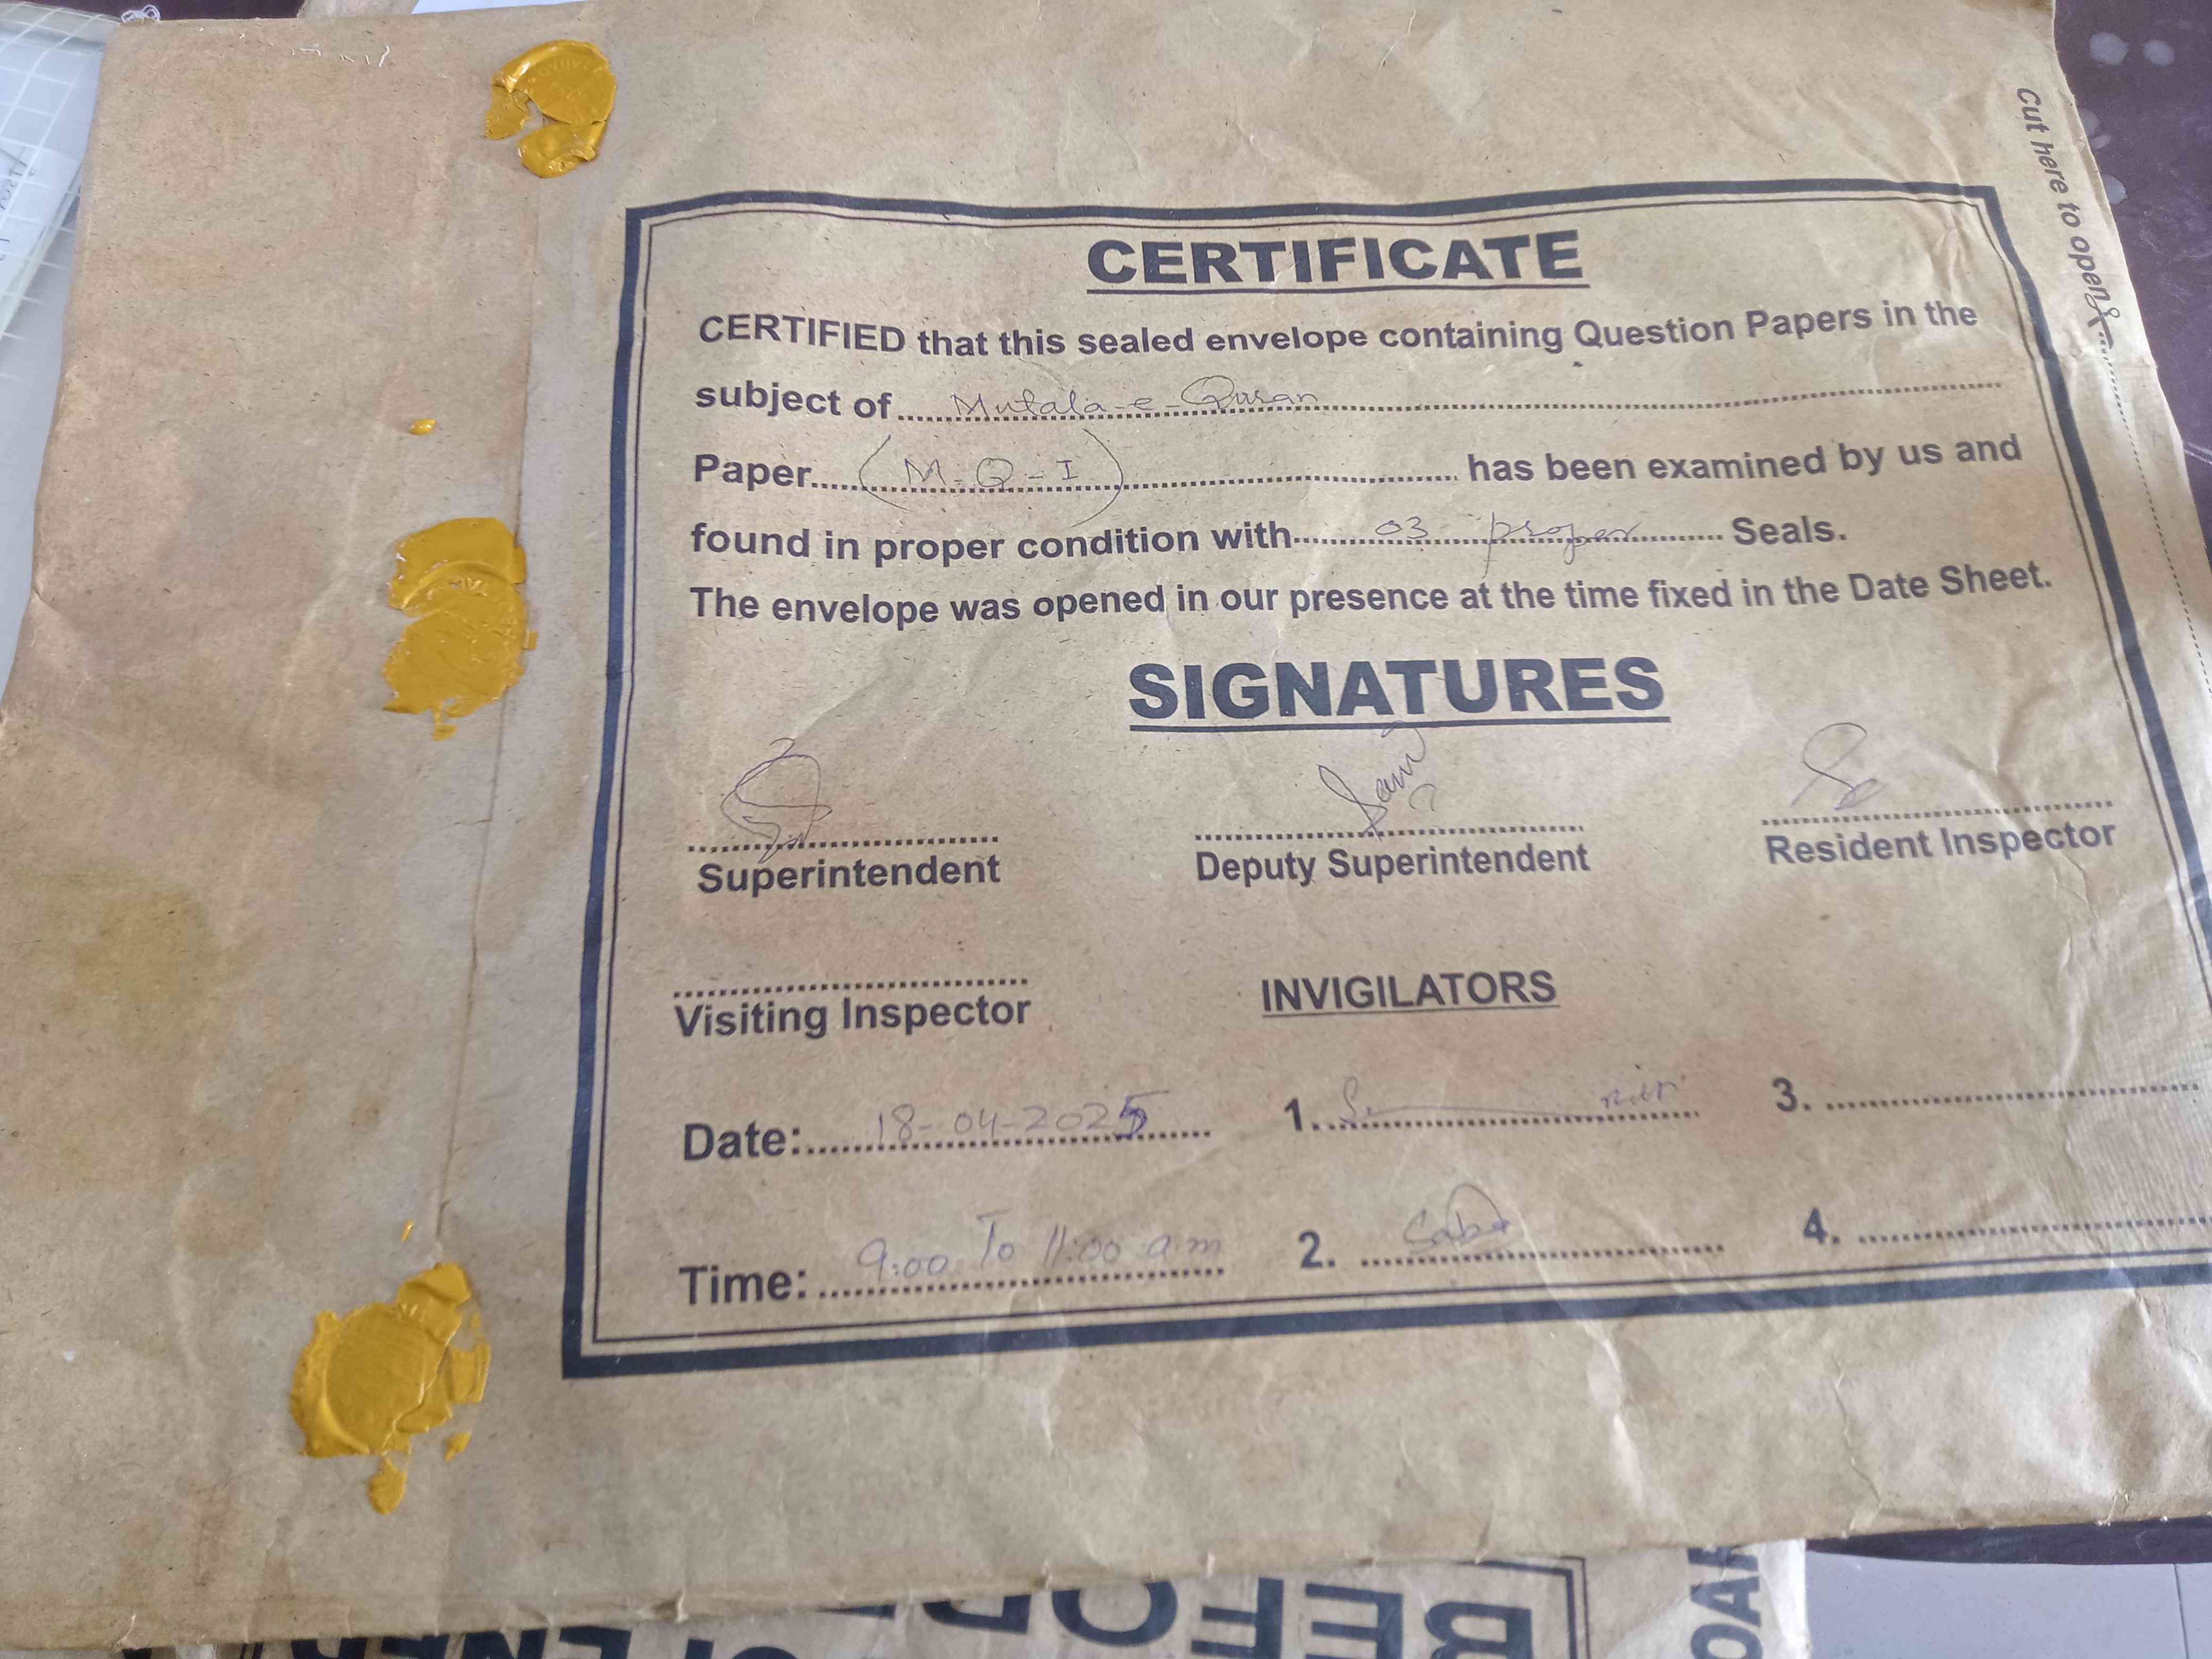 Cut here to open
CERTIFICATE
CERTIFIED that this sealed envelope containing Question Papers in the
subject of Mutala-e-Quran
Paper (M-Q-I) has been examined by us and
found in proper condition with 03 proper Seals.
The envelope was opened in our presence at the time fixed in the Date Sheet.
SIGNATURES
Superintendent Deputy Superintendent Resident Inspector
Visiting Inspector INVIGILATORS
Date: 18-04-2025 1. 3.
Time: 9:00 To 11:00 a.m 2. Saba 4.
BEFORE